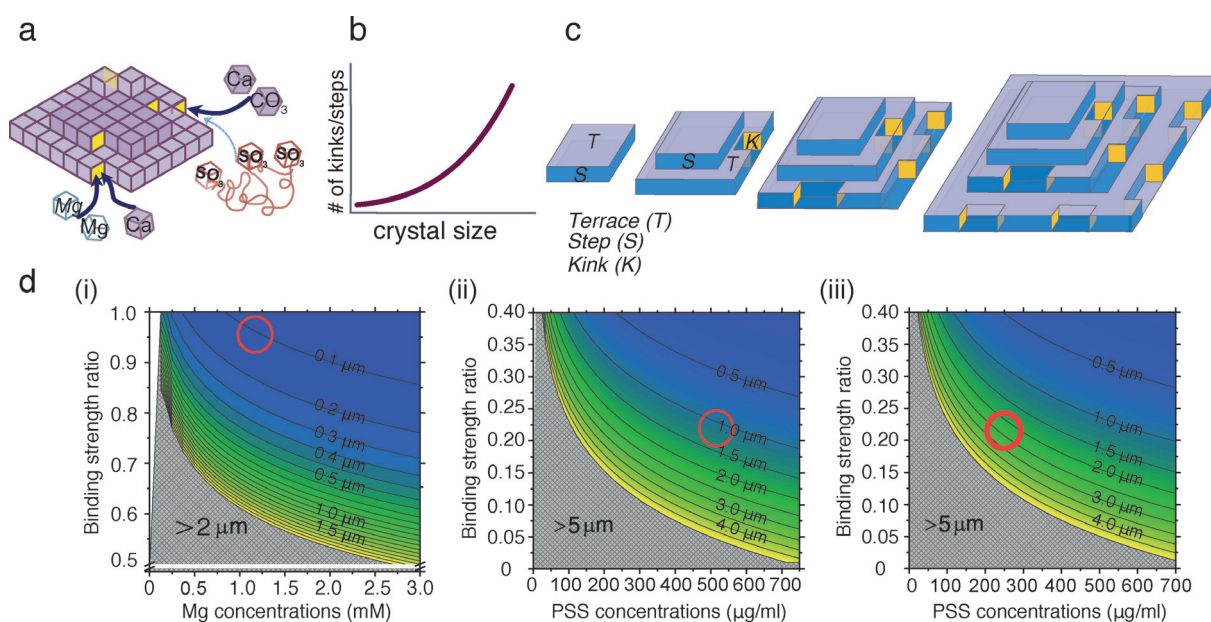 a
Ca
CO3
SO3
SO3
SO3
Mg
Mg
Ca
b
# of kinks/steps
crystal size
c
T
S
S
T
K
Terrace (T)
Step (S)
Kink (K)
d
(i)
Binding strength ratio
1.0
0.9
0.8
0.7
0.6
0.5
0.1 µm
0.2 µm
0.3 µm
0.4 µm
0.5 µm
1.0 µm
1.5 µm
>2 µm
0 0.5 1.0 1.5 2.0 2.5 3.0
Mg concentrations (mM)
(ii)
Binding strength ratio
0.40
0.35
0.30
0.25
0.20
0.15
0.10
0.05
0
0.5 µm
1.0 µm
1.5 µm
2.0 µm
3.0 µm
4.0 µm
>5µm
0 100 200 300 400 500 600 700
PSS concentrations (µg/ml)
(iii)
Binding strength ratio
0.40
0.35
0.30
0.25
0.20
0.15
0.10
0.05
0
0.5 µm
1.0 µm
1.5 µm
2.0 µm
3.0 µm
4.0 µm
>5µm
0 100 200 300 400 500 600 700
PSS concentrations (µg/ml)